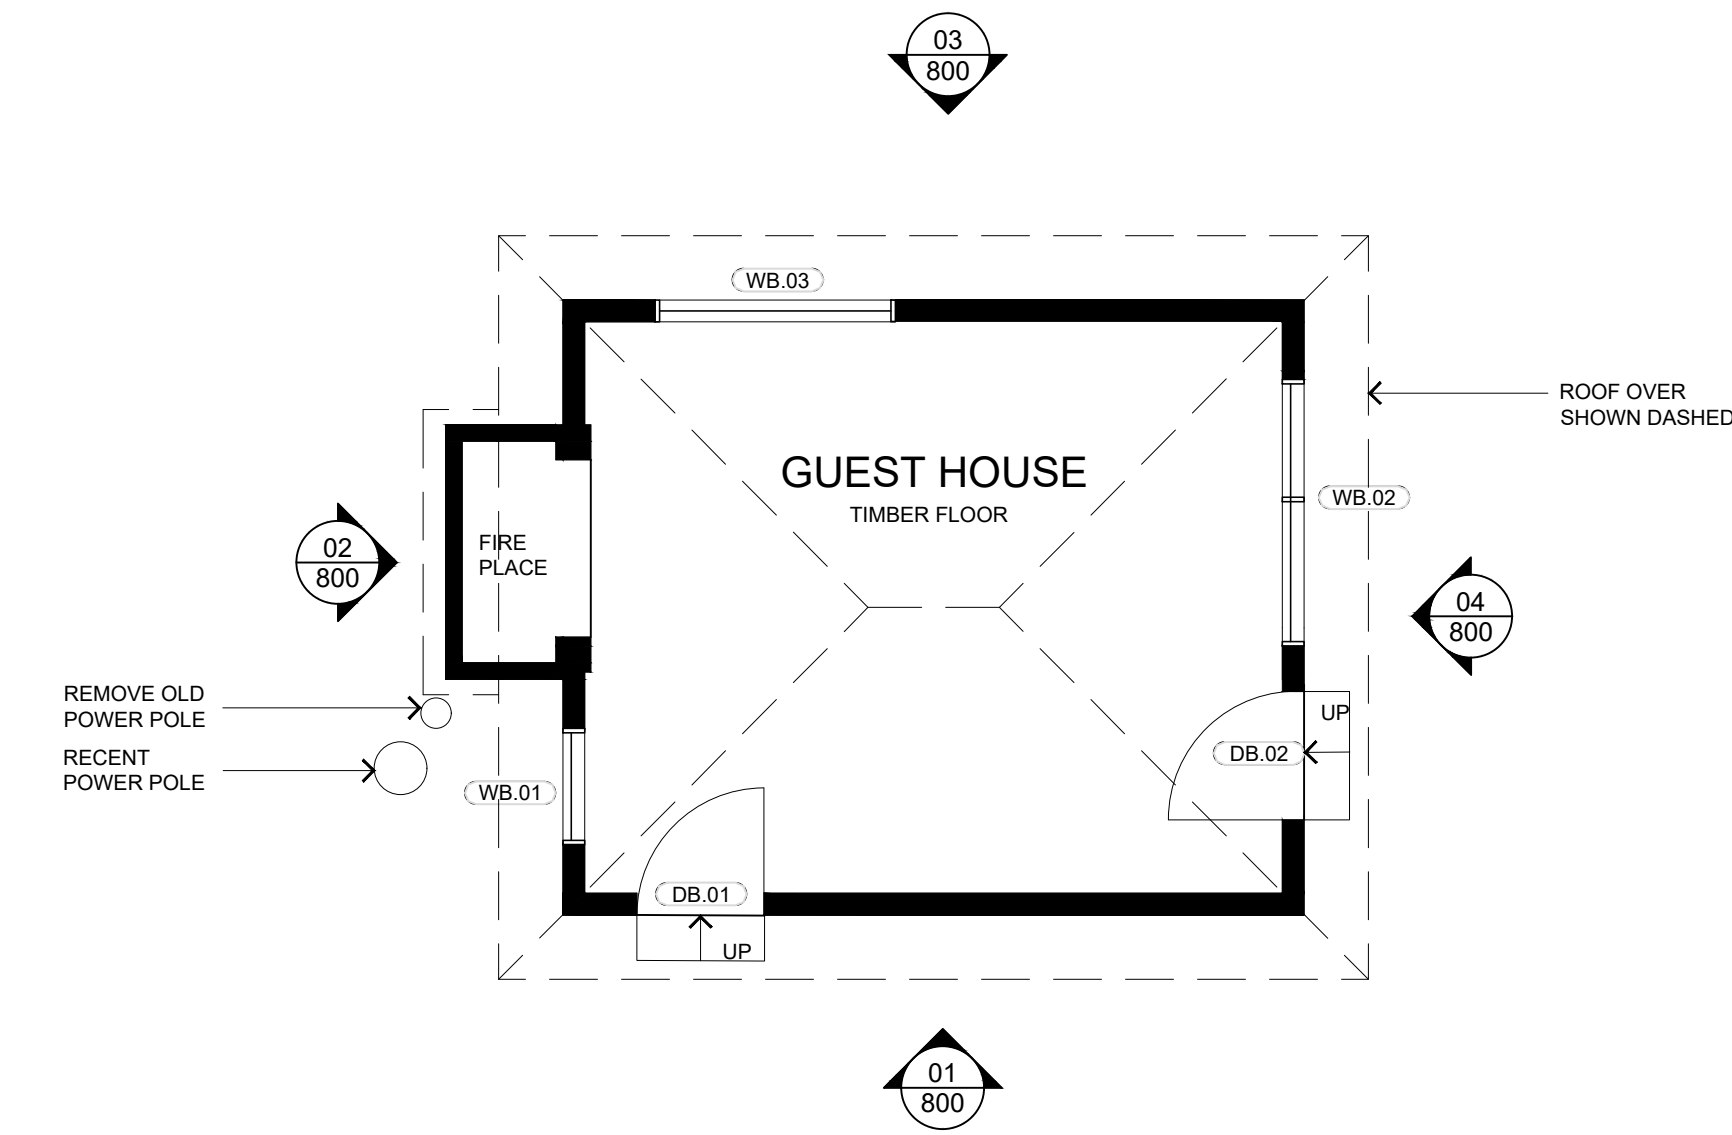 03
800
WB.03
ROOF OVER
SHOWN DASHED
GUEST HOUSE
TIMBER FLOOR
WB.02
FIRE
PLACE
02
800
04
800
REMOVE OLD
POWER POLE
RECENT
POWER POLE
UP
DB.02
WB.01
DB.01
UP
01
800